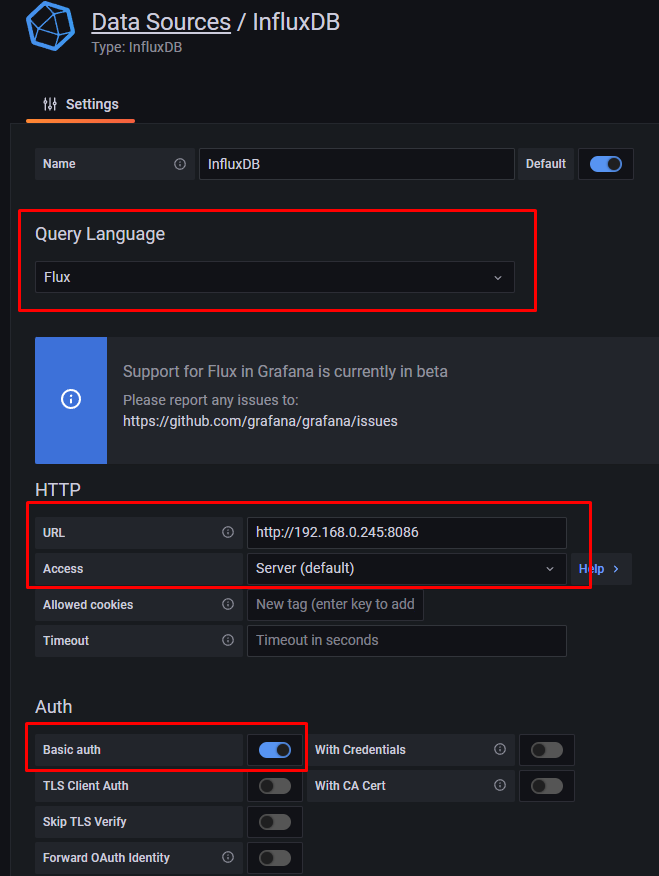 Data Sources / InfluxDB
Type: InfluxDB
Settings
Name InfluxDB Default
Query Language
Flux
Support for Flux in Grafana is currently in beta
Please report any issues to:
https://github.com/grafana/grafana/issues
HTTP
URL http://192.168.0.245:8086
Access Server (default) Help
Allowed cookies New tag (enter key to add
Timeout Timeout in seconds
Auth
Basic auth With Credentials
TLS Client Auth With CA Cert
Skip TLS Verify
Forward OAuth Identity